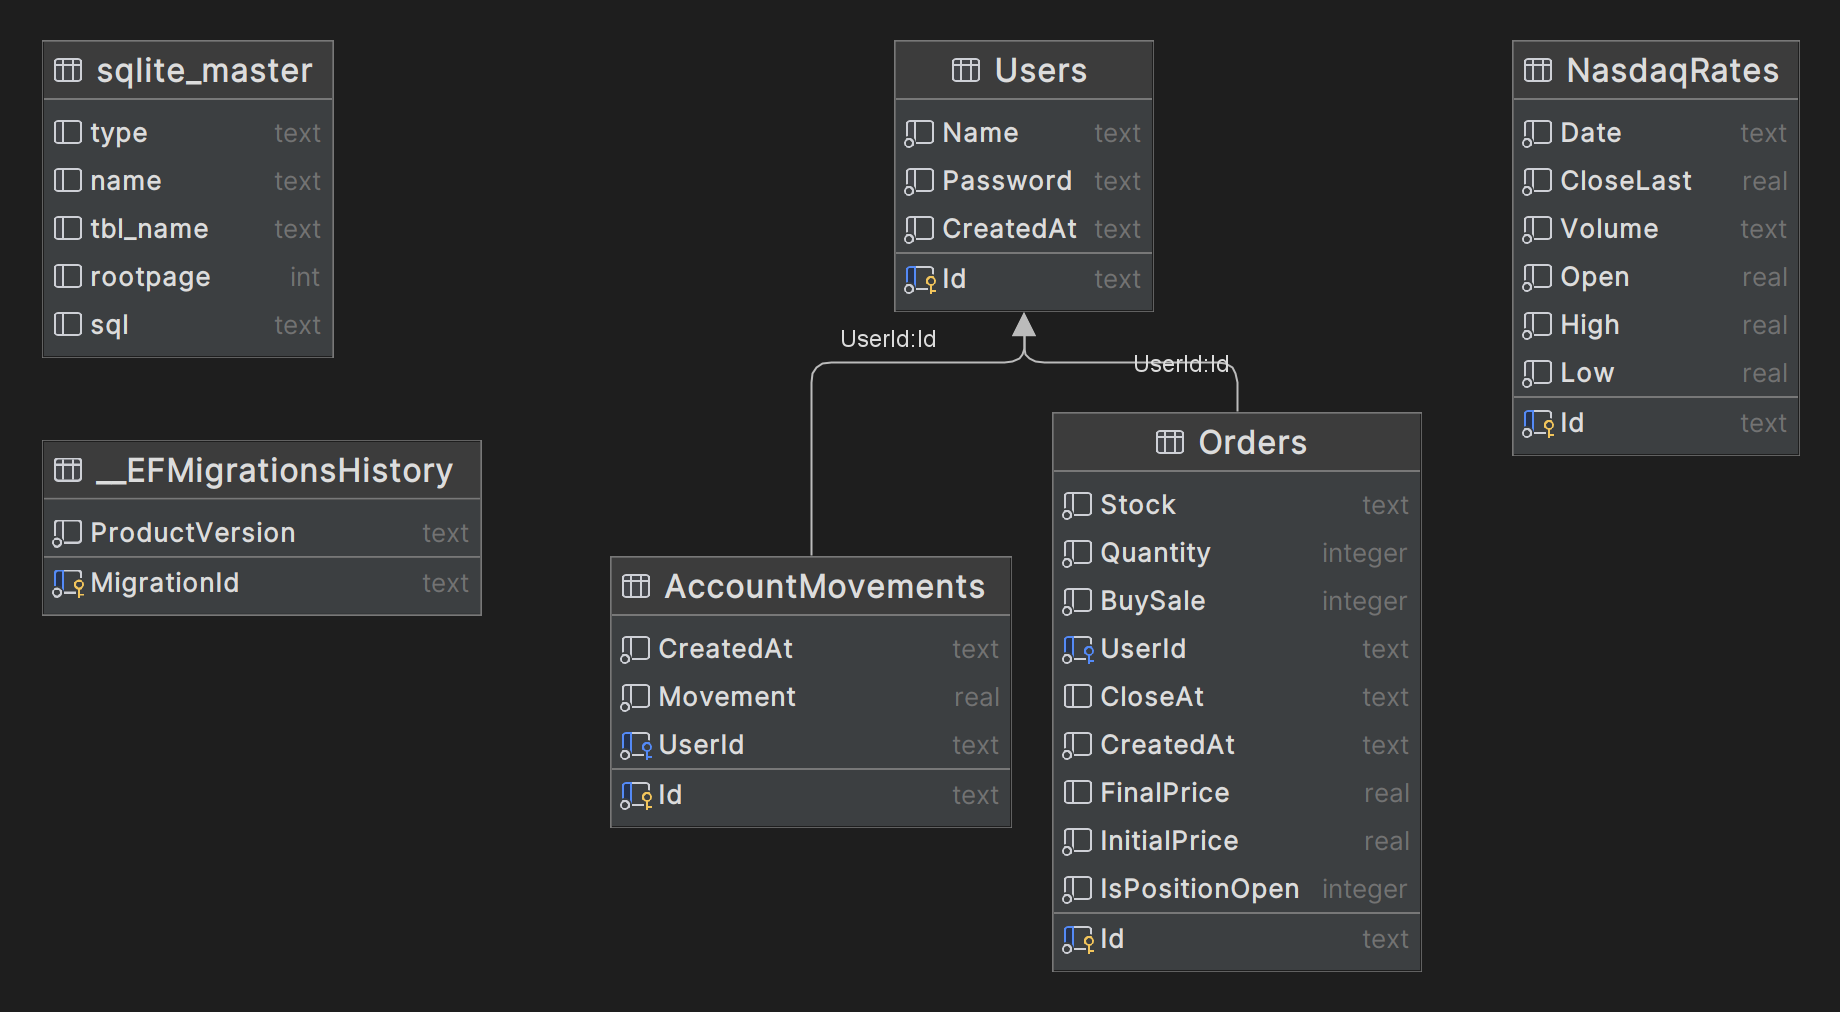 sqlite_master
type text
name text
tbl_name text
rootpage int
sql text
__EFMigrationsHistory
ProductVersion text
MigrationId text
Users
Name text
Password text
CreatedAt text
Id text
UserId:Id
UserId:Id
AccountMovements
CreatedAt text
Movement real
UserId text
Id text
Orders
Stock text
Quantity integer
BuySale integer
UserId text
CloseAt text
CreatedAt text
FinalPrice real
InitialPrice real
IsPositionOpen integer
Id text
NasdaqRates
Date text
CloseLast real
Volume text
Open real
High real
Low real
Id text